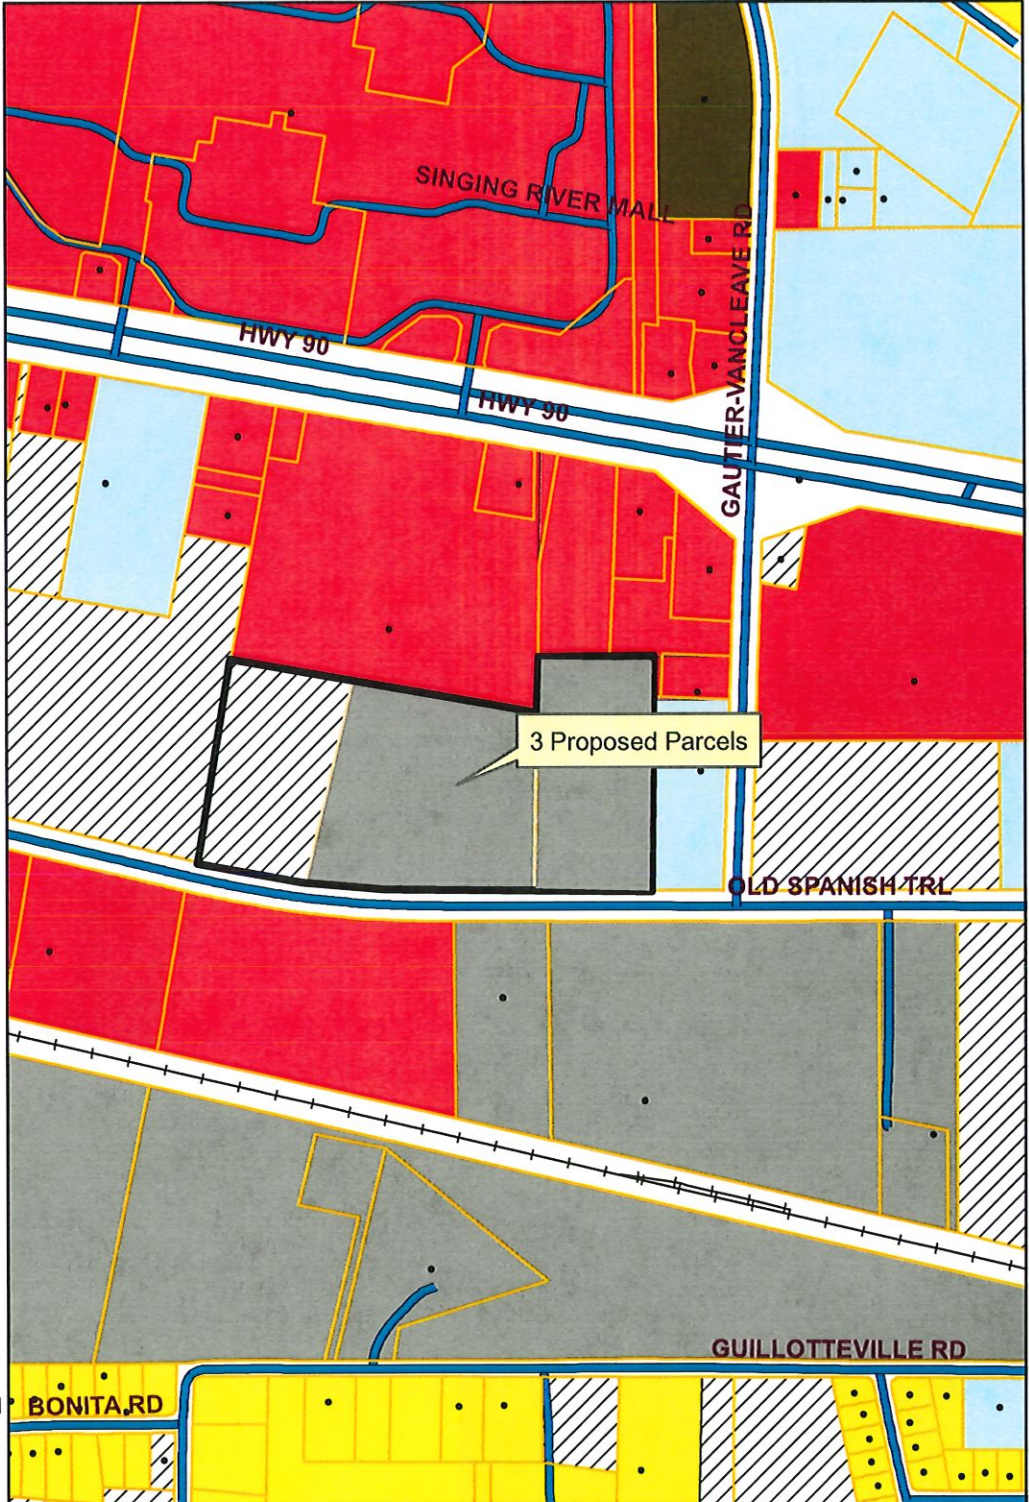 SINGING RIVER MALL
GAUTIER-VANCLEAVE RD
HWY 90
HWY 90
3 Proposed Parcels
OLD SPANISH TRL
GUILLOTTEVILLE RD
BONITA RD